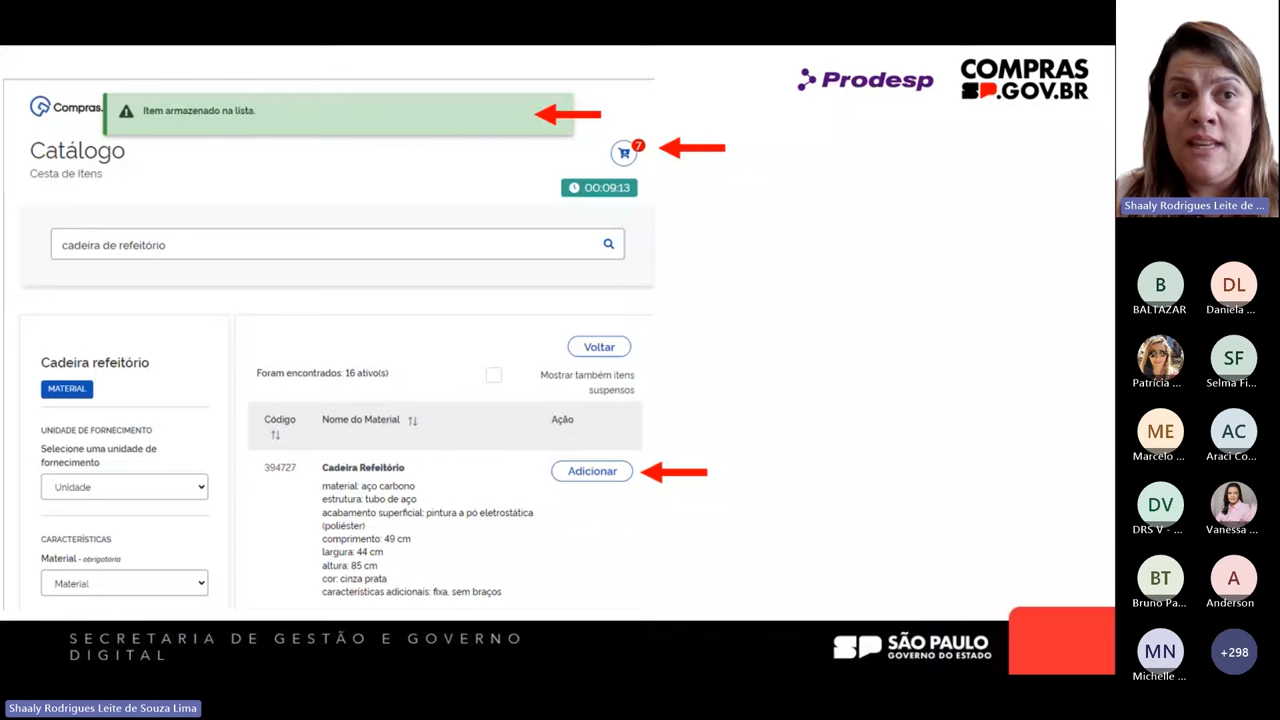 Prodesp
COMPRAS
SP.GOV.BR
Compras.
Item armazenado na lista.
Catálogo
7
Cesta de Itens
00:09:13
cadeira de refeitório
Cadeira refeitório
MATERIAL
UNIDADE DE FORNECIMENTO
Selecione uma unidade de
fornecimento
Unidade
CARACTERÍSTICAS
Material - obrigatória
Material
Voltar
Foram encontrados: 16 ativo(s)
Mostrar também itens
suspensos
Código
Nome do Material
Ação
394727
Cadeira Refeitório
Adicionar
material: aço carbono
estrutura: tubo de aço
acabamento superficial: pintura a pó eletrostática
(poliéster)
comprimento: 49 cm
largura: 44 cm
altura: 85 cm
cor: cinza prata
características adicionais: fixa, sem braços
SECRETARIA DE GESTÃO E GOVERNO
DIGITAL
SP SÃO PAULO
GOVERNO DO ESTADO
Shaaly Rodrigues Leite de Souza Lima
Shaaly Rodrigues Leite de ...
B
BALTAZAR
DL
Daniela ...
Patrícia ...
SF
Selma Fi...
ME
Marcelo ...
AC
Araci Co...
DV
DRS V - ...
Vanessa ...
BT
Bruno Pa...
A
Anderson
MN
Michelle ...
+298